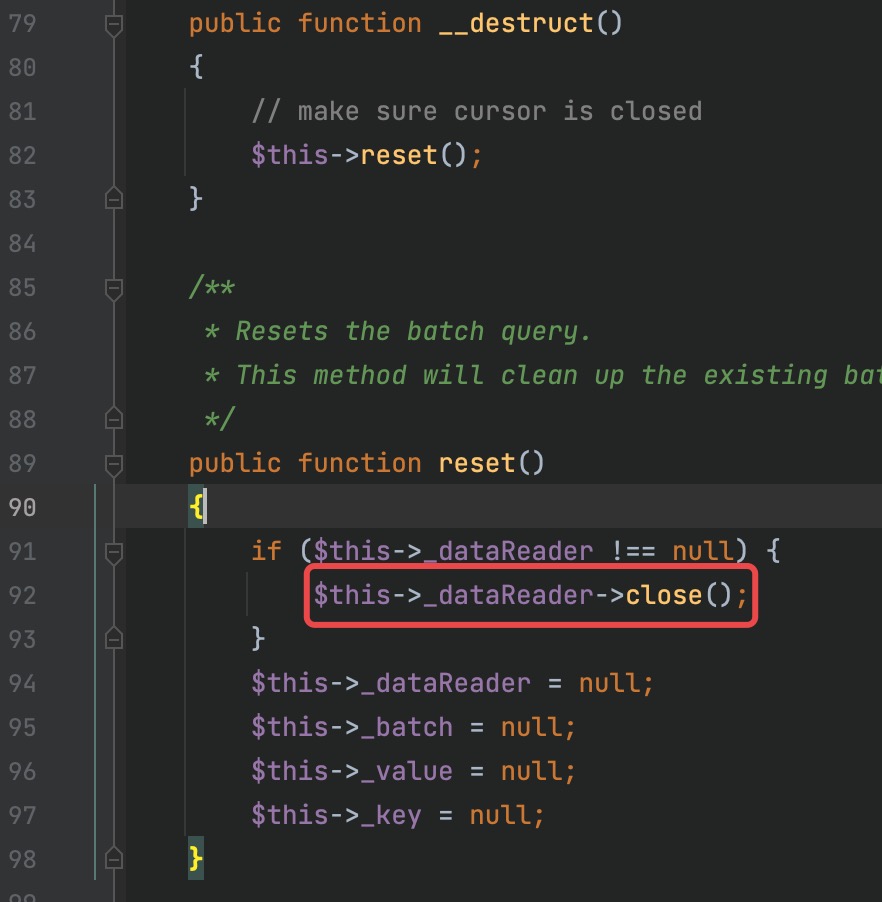 79 public function __destruct()
80 {
81 // make sure cursor is closed
82 $this->reset();
83 }
84
85 /**
86 * Resets the batch query.
87 * This method will clean up the existing bat
88 */
89 public function reset()
90 {
91 if ($this->_dataReader !== null) {
92 $this->_dataReader->close();
93 }
94 $this->_dataReader = null;
95 $this->_batch = null;
96 $this->_value = null;
97 $this->_key = null;
98 }
99